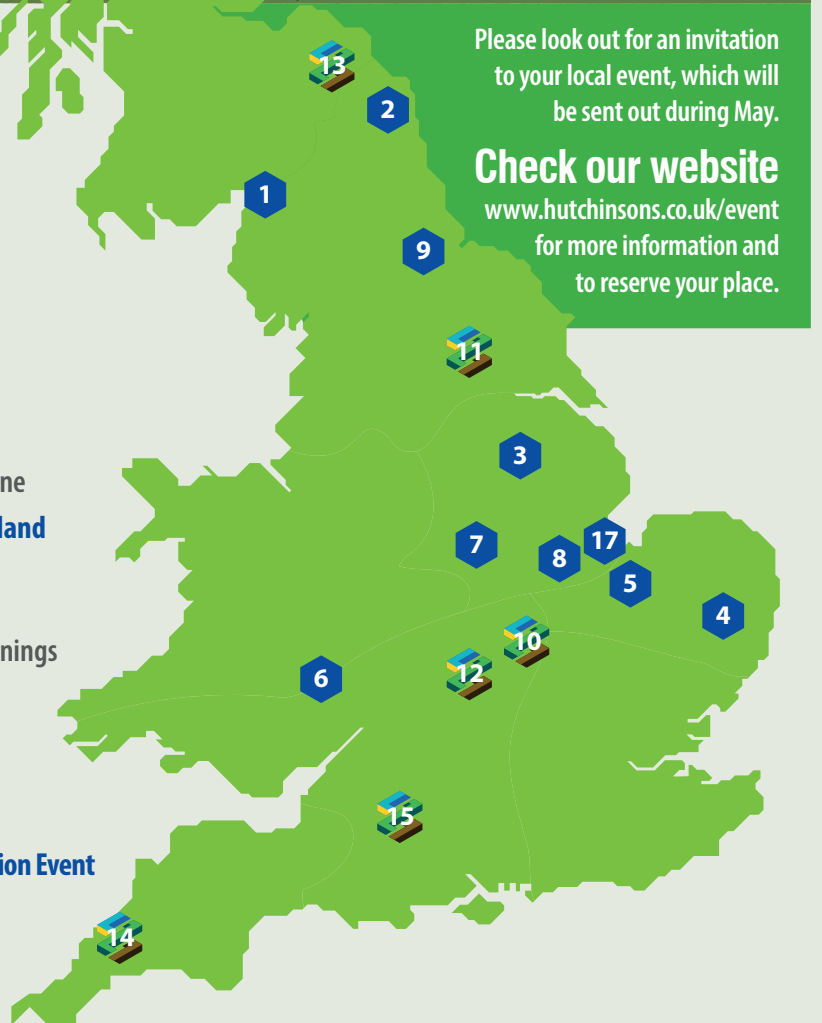 Please look out for an invitation
to your local event, which will
be sent out during May.
Check our website
www.hutchinsons.co.uk/event
for more information and
to reserve your place.
13
2
1
9
11
3
ne
land
7
8
17
5
4
nings
6
12
10
15
ion Event
14